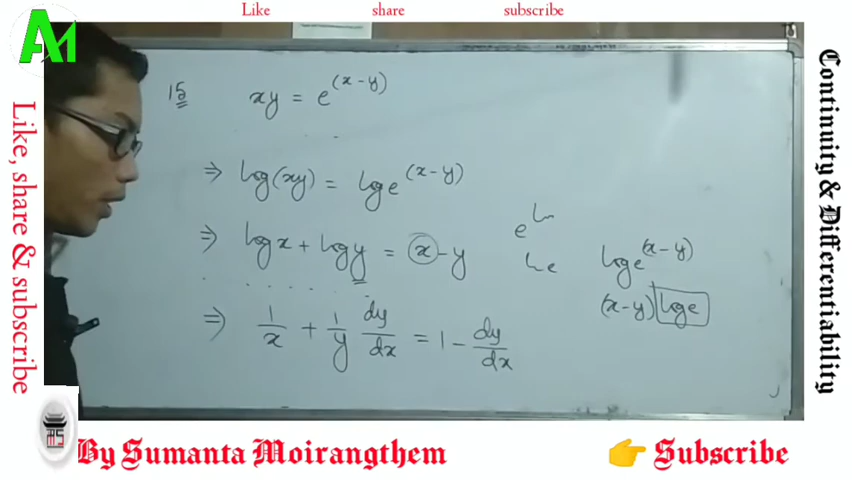 Like share subscribe
AM
Like, share & subscribe
Continuity & Differentiability
15 xy = e^(x-y)
⇒ log(xy) = log e^(x-y)
⇒ log x + log y = x - y
e^ln
ln e
log e^(x-y)
(x-y) log e
⇒ 1/x + 1/y dy/dx = 1 - dy/dx
By Sumanta Moirangthem
👉 Subscribe